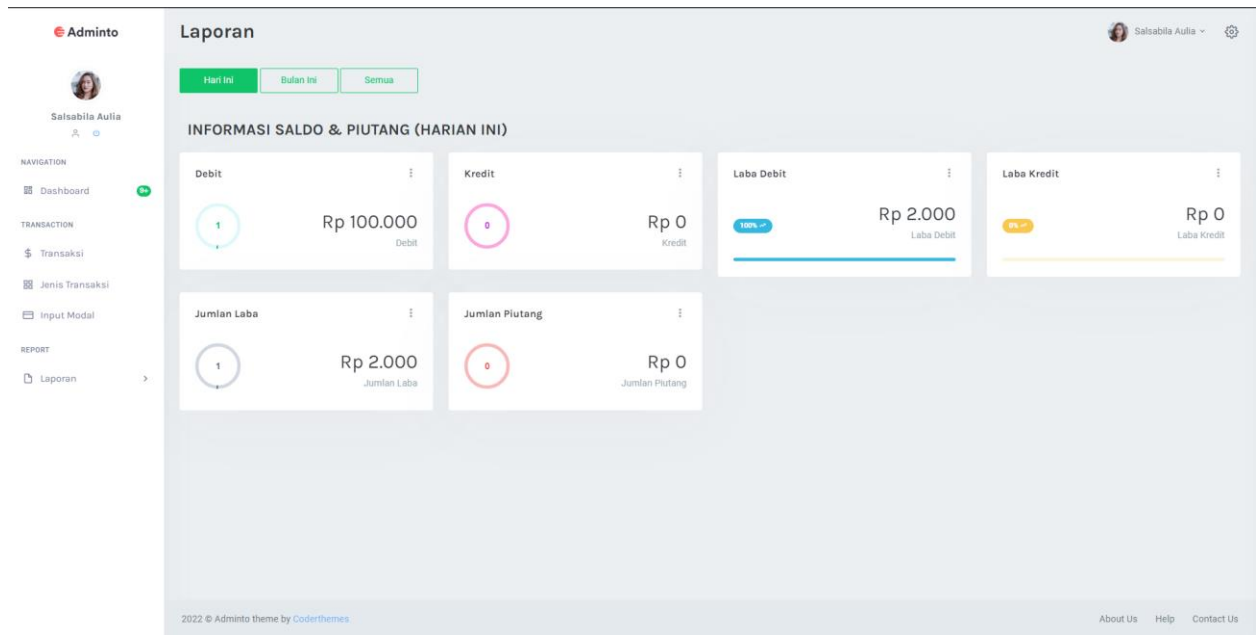 Adminto
Laporan
Salsabila Aulia
Salsabila Aulia
NAVIGATION
Dashboard 9+
TRANSACTION
Transaksi
Jenis Transaksi
Input Modal
REPORT
Laporan
Hari Ini Bulan Ini Semua
INFORMASI SALDO & PIUTANG (HARIAN INI)
Debit
1
Rp 100.000
Debit
Kredit
0
Rp 0
Kredit
Laba Debit
100%
Rp 2.000
Laba Debit
Laba Kredit
0%
Rp 0
Laba Kredit
Jumlan Laba
1
Rp 2.000
Jumlan Laba
Jumlan Piutang
0
Rp 0
Jumlan Piutang
2022 © Adminto theme by Coderthemes
About Us Help Contact Us